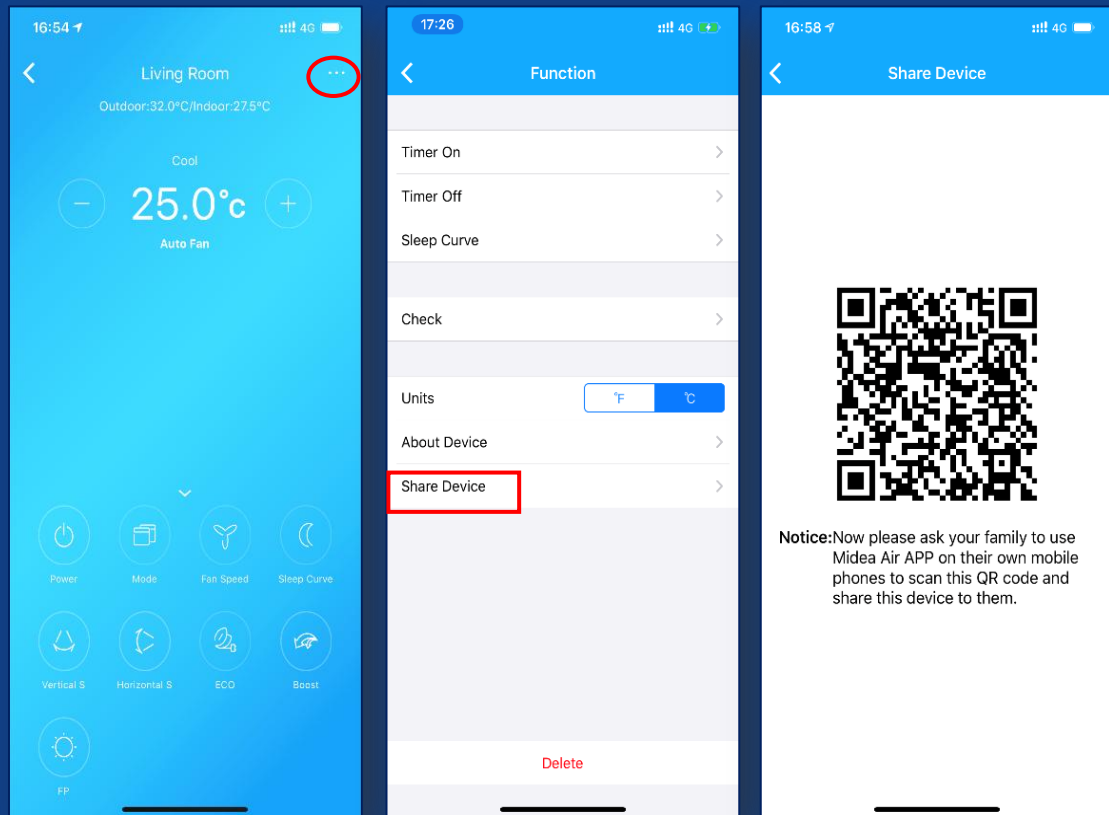 16:54
4G
Living Room
...
Outdoor:32.0°C/Indoor:27.5°C
Cool
− 25.0°c +
Auto Fan
Power
Mode
Fan Speed
Sleep Curve
Vertical S
Horizontal S
ECO
Boost
FP
17:26
4G
Function
Timer On
Timer Off
Sleep Curve
Check
Units
°F
°C
About Device
Share Device
Delete
16:58
4G
Share Device
Notice:Now please ask your family to use
Midea Air APP on their own mobile
phones to scan this QR code and
share this device to them.